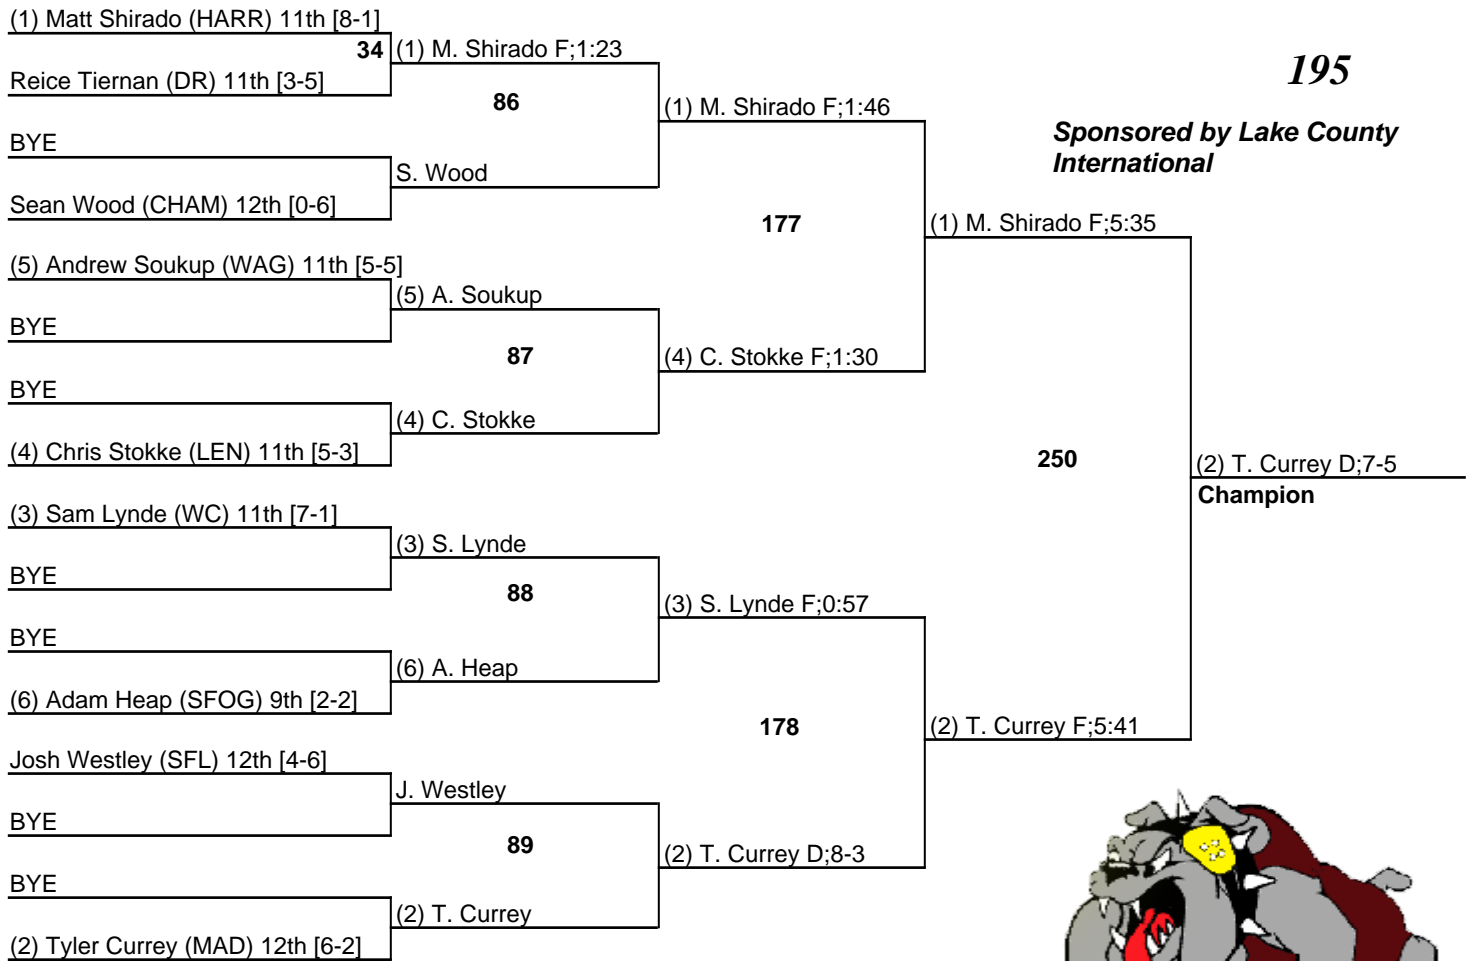 (1) Matt Shirado (HARR) 11th [8-1]
34
(1) M. Shirado F;1:23
Reice Tiernan (DR) 11th [3-5]
86
(1) M. Shirado F;1:46
BYE
S. Wood
Sean Wood (CHAM) 12th [0-6]
177
(1) M. Shirado F;5:35
(5) Andrew Soukup (WAG) 11th [5-5]
(5) A. Soukup
BYE
87
(4) C. Stokke F;1:30
BYE
(4) C. Stokke
(4) Chris Stokke (LEN) 11th [5-3]
250
(2) T. Currey D;7-5
Champion
(3) Sam Lynde (WC) 11th [7-1]
(3) S. Lynde
BYE
88
(3) S. Lynde F;0:57
BYE
(6) A. Heap
(6) Adam Heap (SFOG) 9th [2-2]
178
(2) T. Currey F;5:41
Josh Westley (SFL) 12th [4-6]
J. Westley
BYE
89
(2) T. Currey D;8-3
BYE
(2) T. Currey
(2) Tyler Currey (MAD) 12th [6-2]
195
Sponsored by Lake County
International